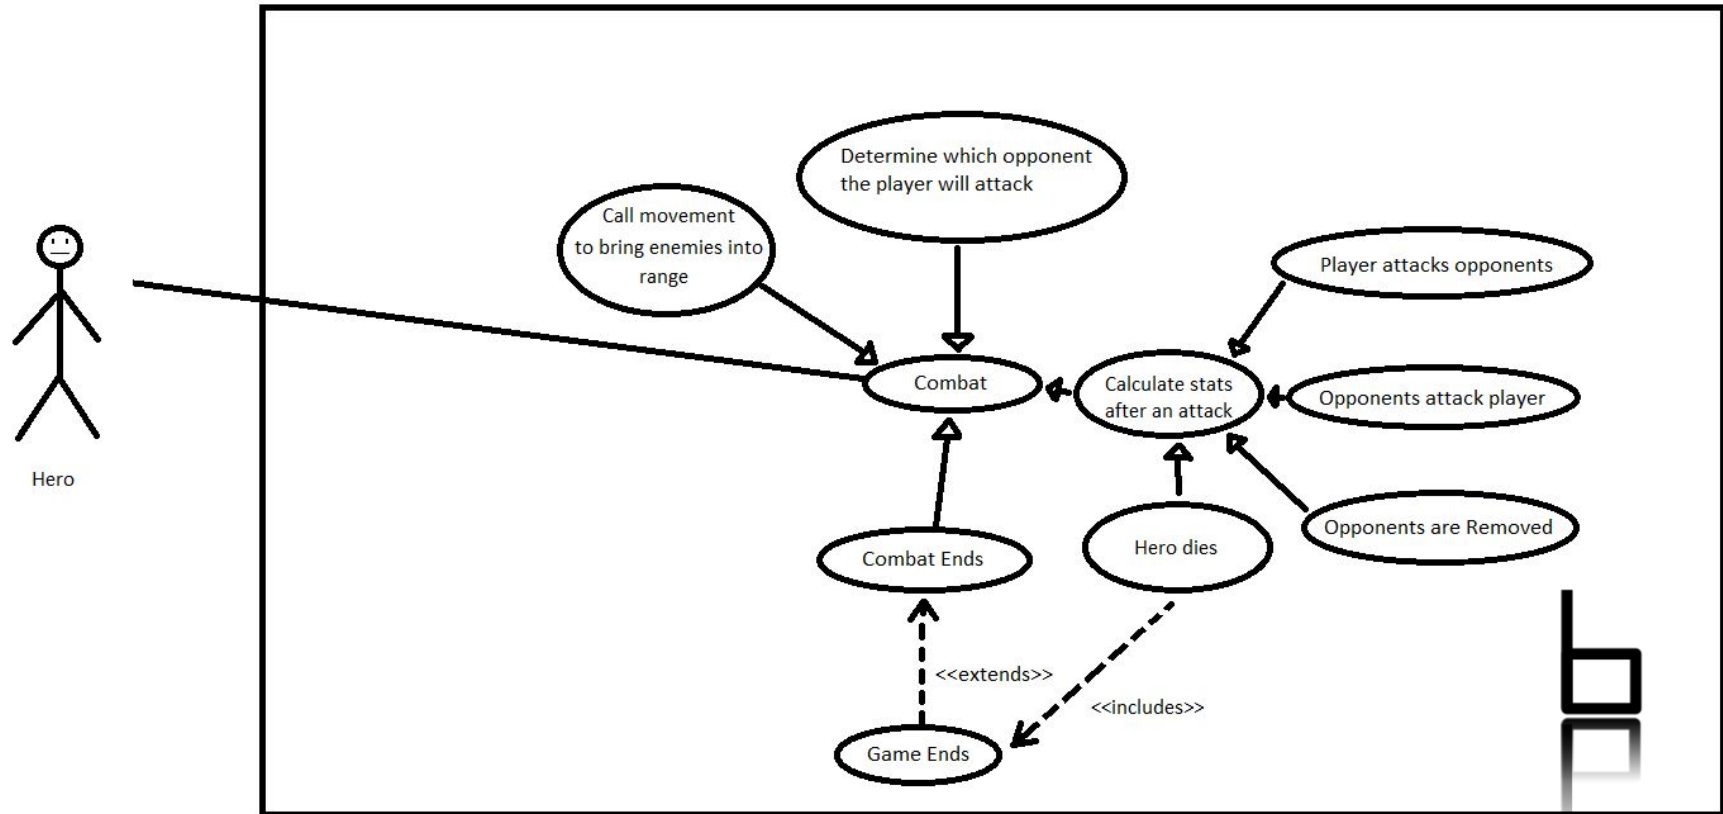 Determine which opponent
the player will attack
Call movement
to bring enemies into
range
Player attacks opponents
Combat
Calculate stats
after an attack
Opponents attack player
Hero
Combat Ends
Hero dies
Opponents are Removed
<<extends>>
<<includes>>
Game Ends
b